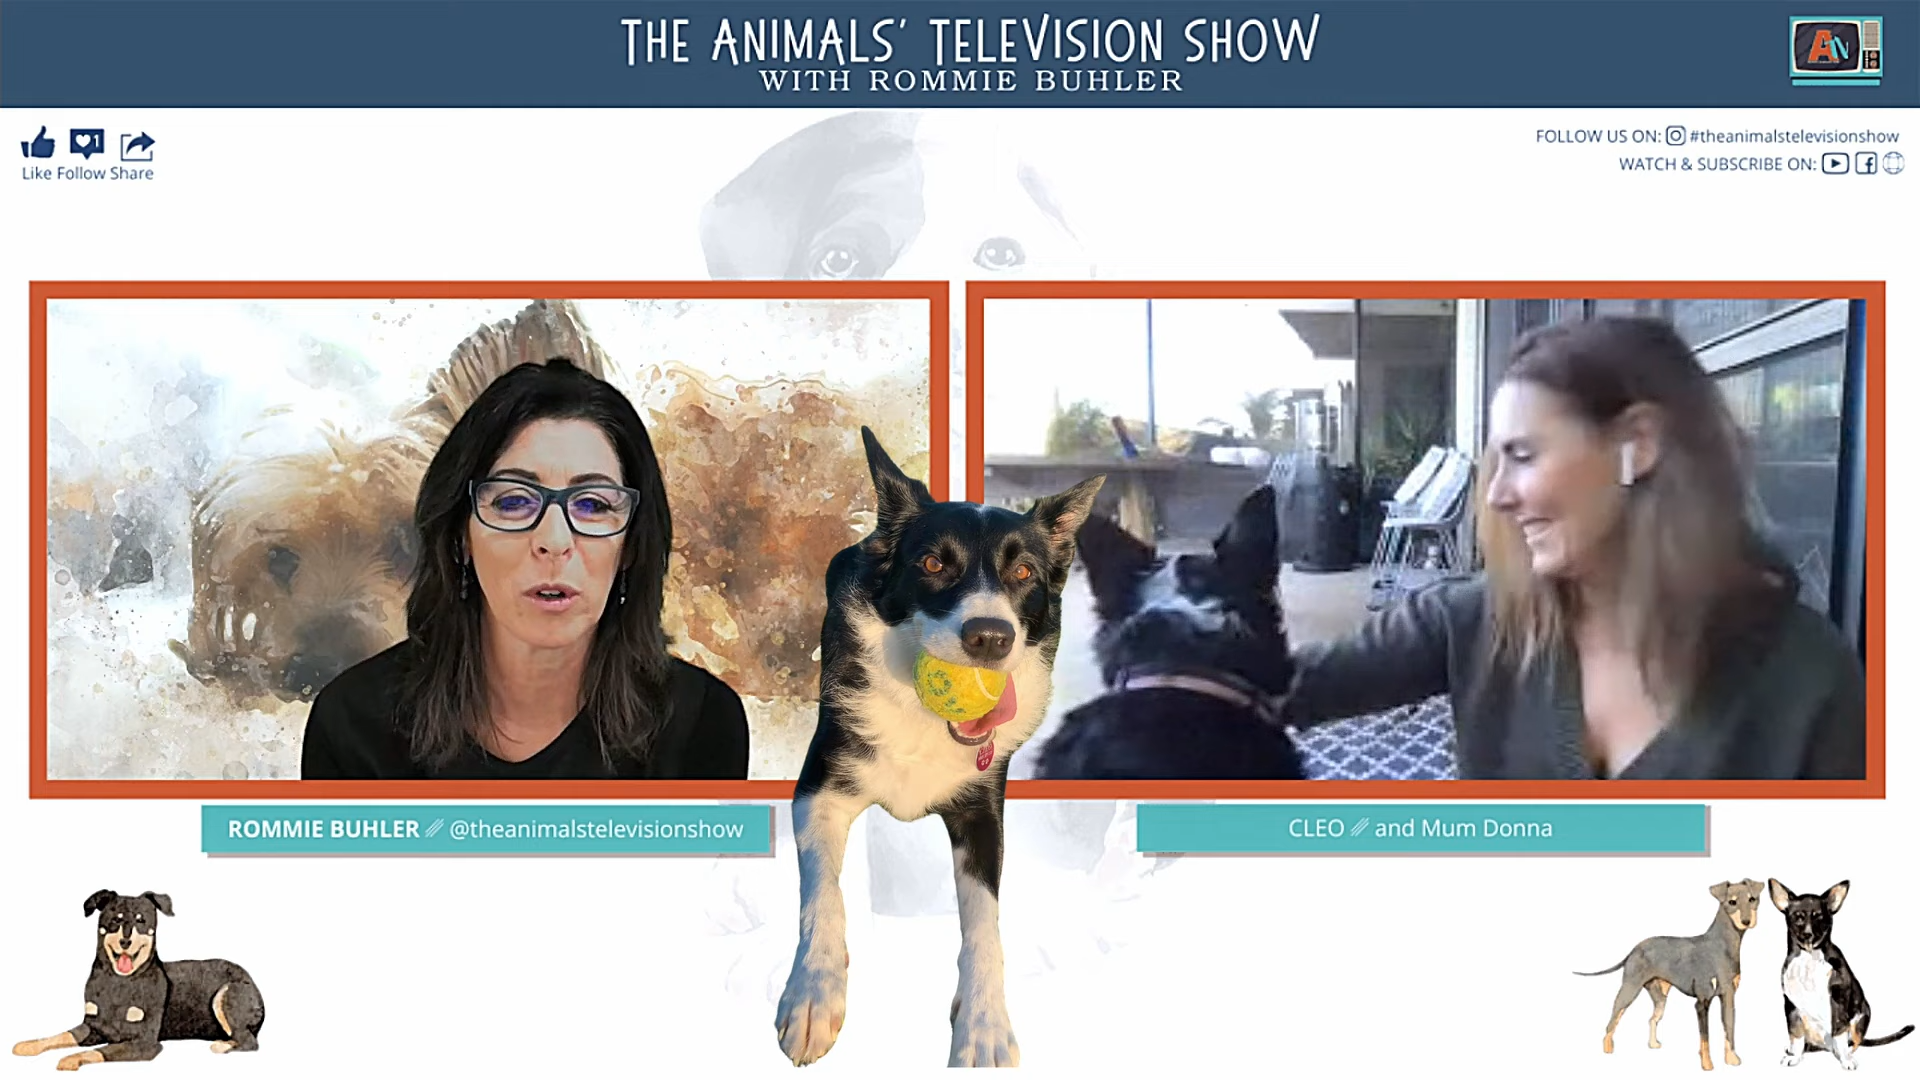 THE ANIMALS' TELEVISION SHOW
WITH ROMMIE BUHLER
Like Follow Share
1
FOLLOW US ON: #theanimalstelevisionshow
WATCH & SUBSCRIBE ON:
ROMMIE BUHLER /// @theanimalstelevisionshow
CLEO /// and Mum Donna